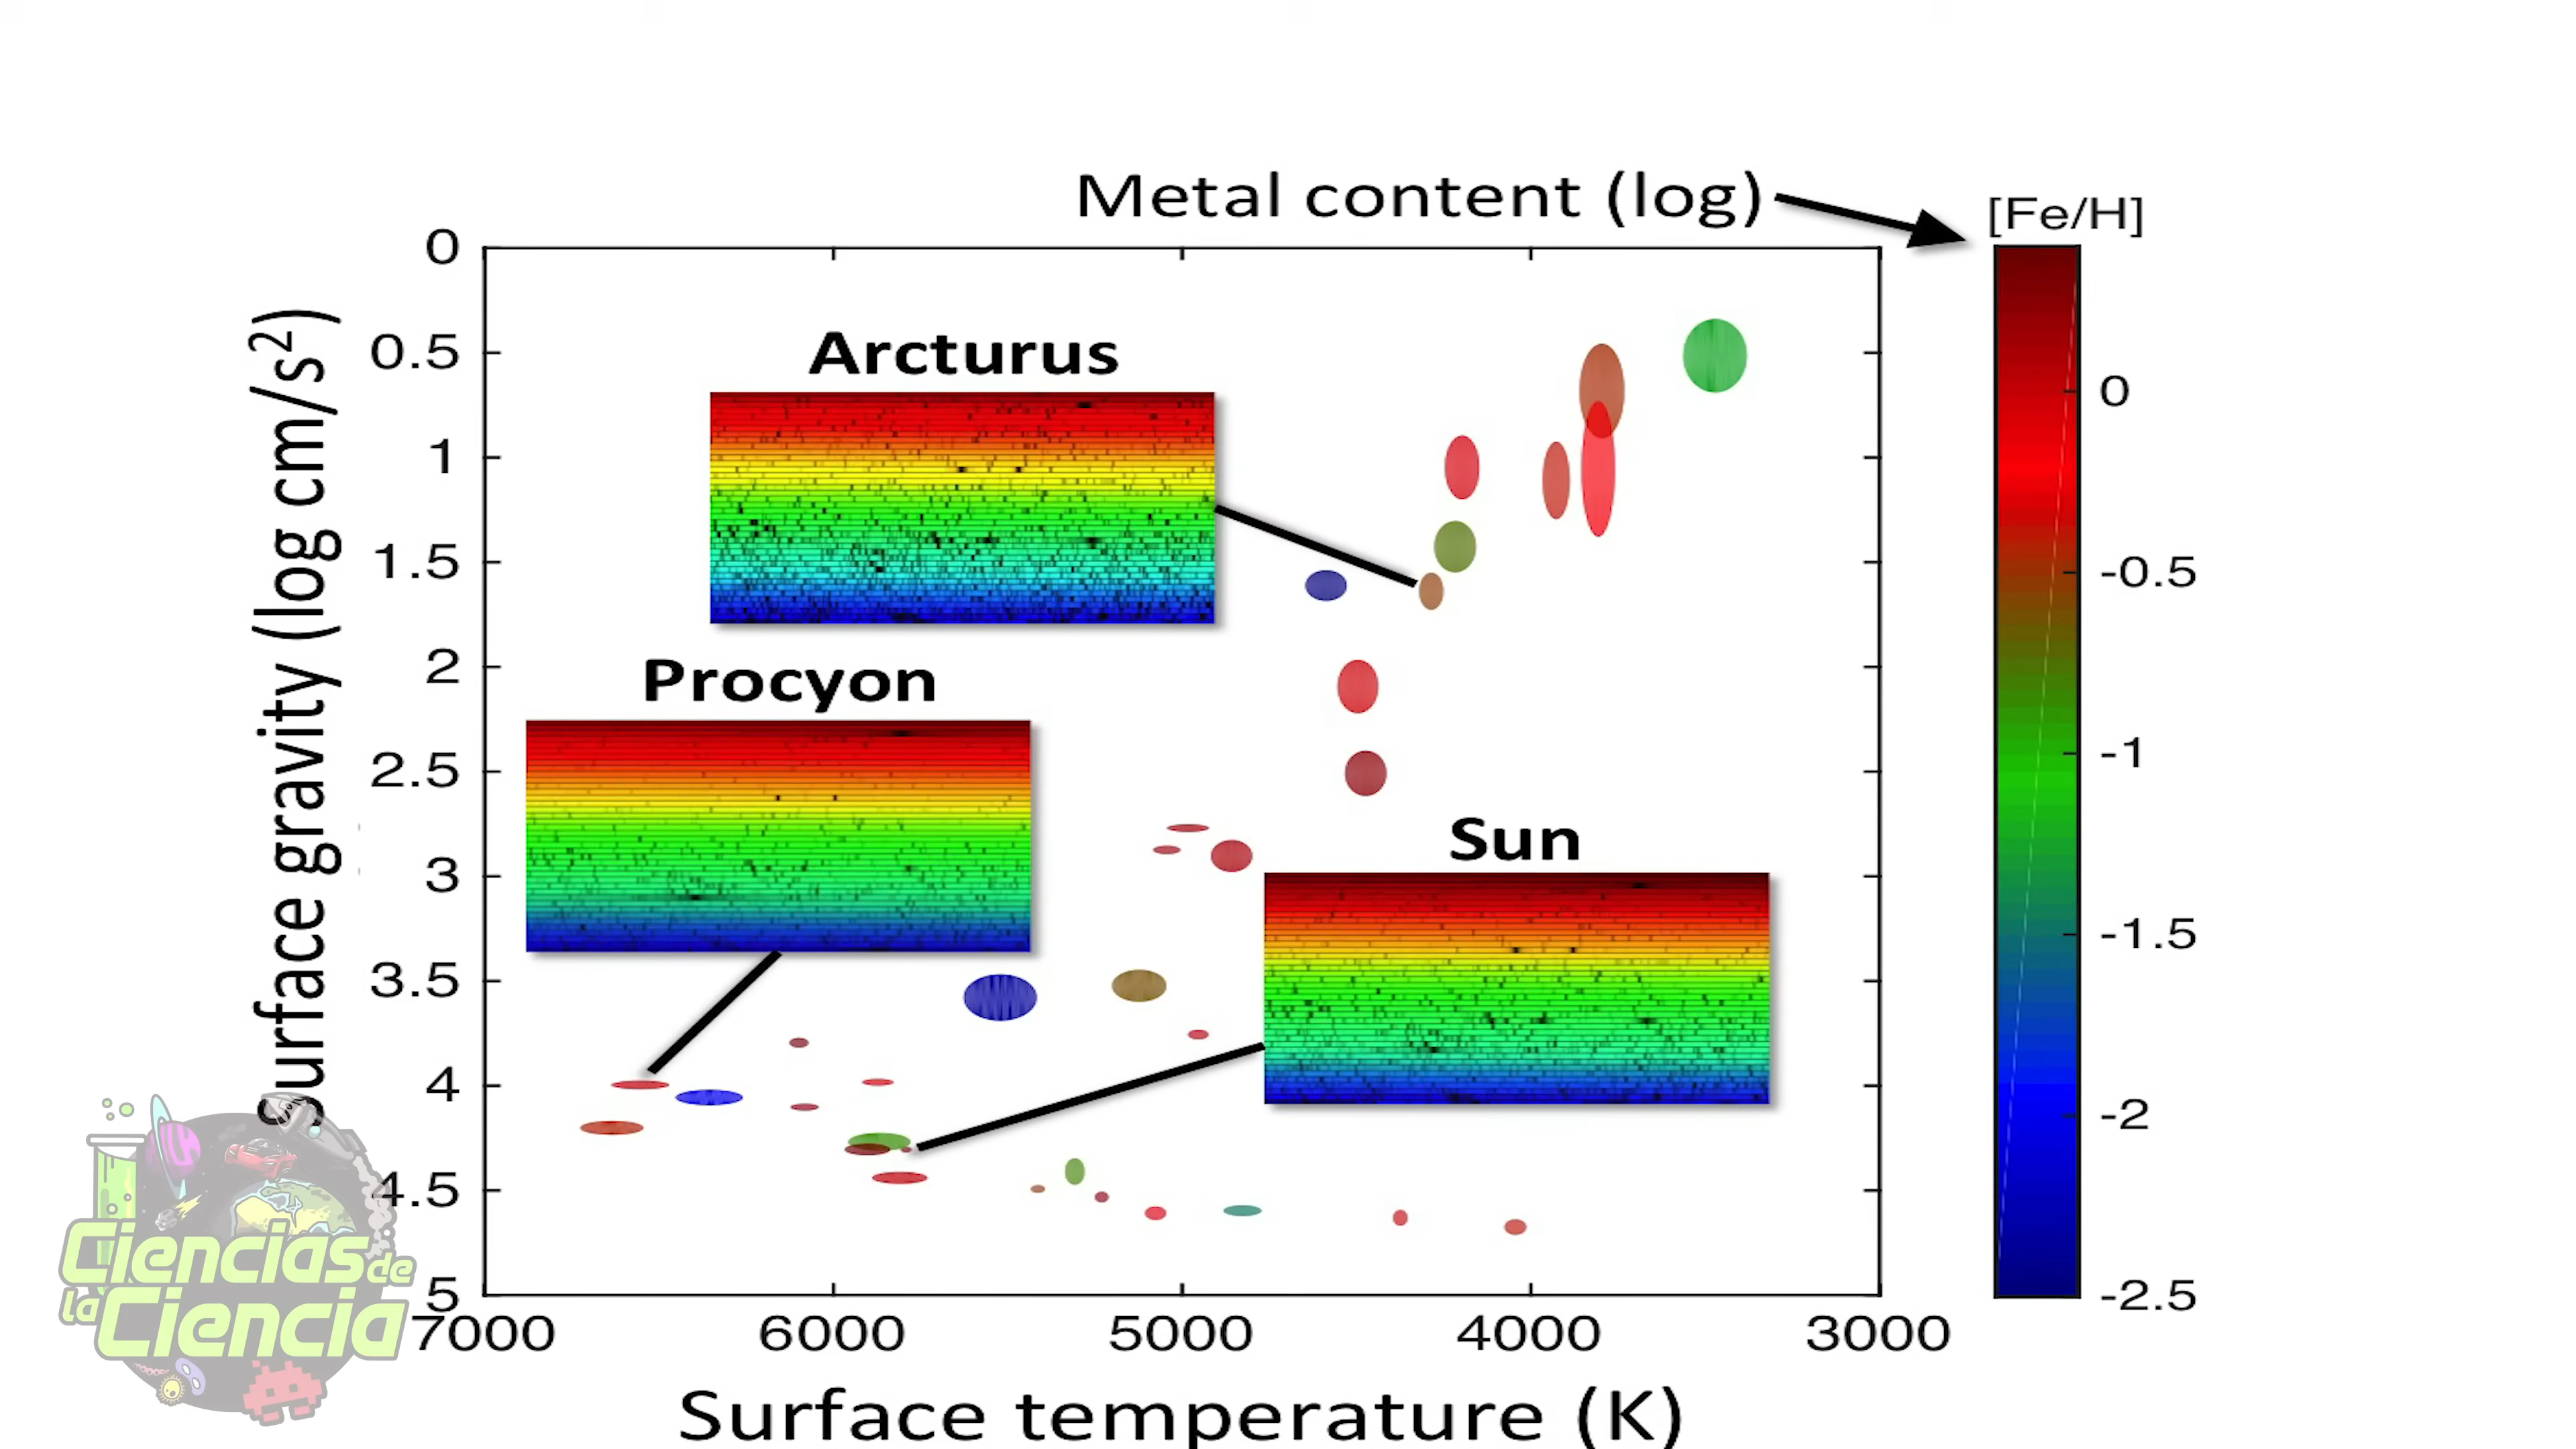 Metal content (log)
[Fe/H]
0
0.5
1
1.5
2
2.5
3
3.5
4
4.5
5
Surface gravity (log cm/s²)
Arcturus
Procyon
Sun
0
-0.5
-1
-1.5
-2
-2.5
7000 6000 5000 4000 3000
Surface temperature (K)
Ciencias de
la Ciencia